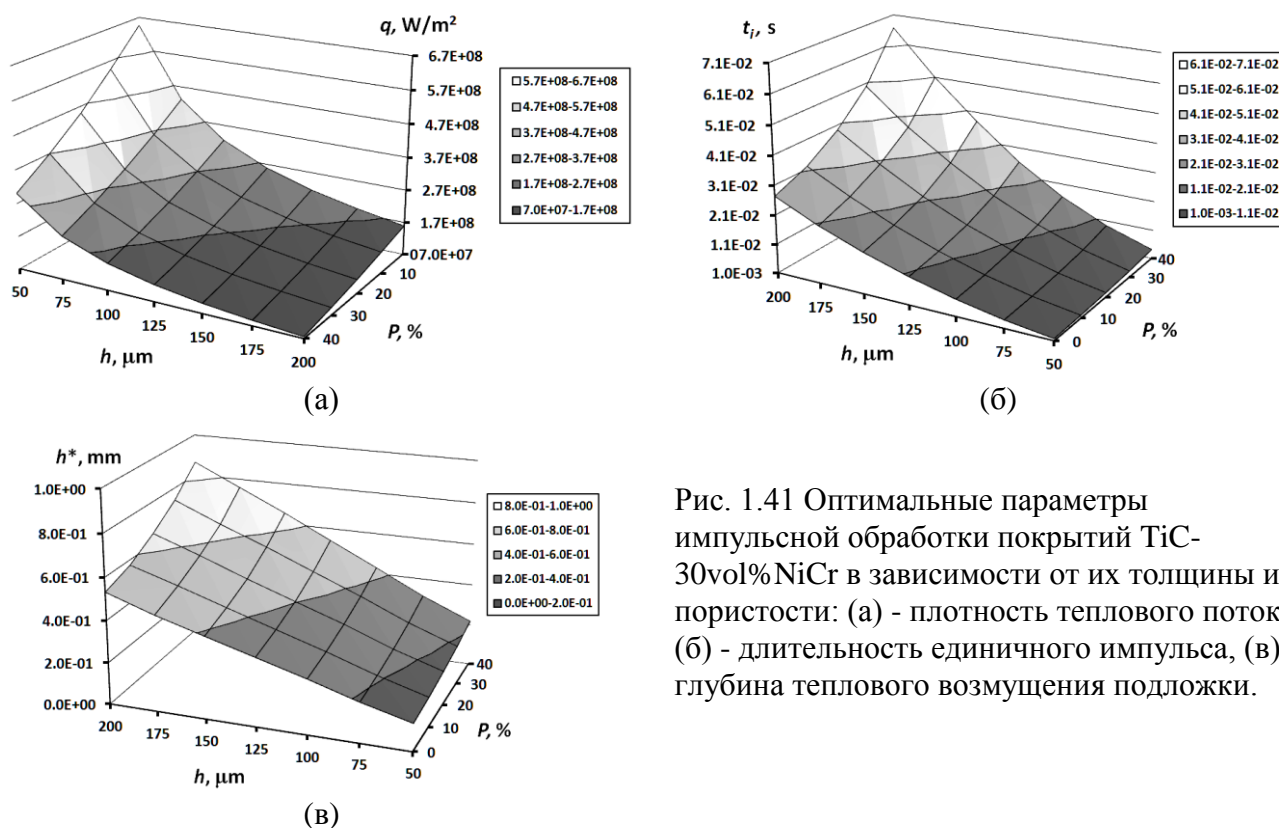 q, W/m²
6.7E+08
5.7E+08
4.7E+08
3.7E+08
2.7E+08
1.7E+08
07.0E+07
5.7E+08-6.7E+08
4.7E+08-5.7E+08
3.7E+08-4.7E+08
2.7E+08-3.7E+08
1.7E+08-2.7E+08
7.0E+07-1.7E+08
50 75 100 125 150 175 200
10 20 30 40
h, μm
P, %
(а)
tᵢ, s
7.1E-02
6.1E-02
5.1E-02
4.1E-02
3.1E-02
2.1E-02
1.1E-02
1.0E-03
6.1E-02-7.1E-02
5.1E-02-6.1E-02
4.1E-02-5.1E-02
3.1E-02-4.1E-02
2.1E-02-3.1E-02
1.1E-02-2.1E-02
1.0E-03-1.1E-02
200 175 150 125 100 75 50
40 30 20 10 0
h, μm
P, %
(б)
h*, mm
1.0E+00
8.0E-01
6.0E-01
4.0E-01
2.0E-01
0.0E+00
8.0E-01-1.0E+00
6.0E-01-8.0E-01
4.0E-01-6.0E-01
2.0E-01-4.0E-01
0.0E+00-2.0E-01
200 175 150 125 100 75 50
40 30 20 10 0
h, μm
P, %
(в)
Рис. 1.41 Оптимальные параметры
импульсной обработки покрытий TiC-
30vol%NiCr в зависимости от их толщины и
пористости: (а) - плотность теплового поток
(б) - длительность единичного импульса, (в)
глубина теплового возмущения подложки.